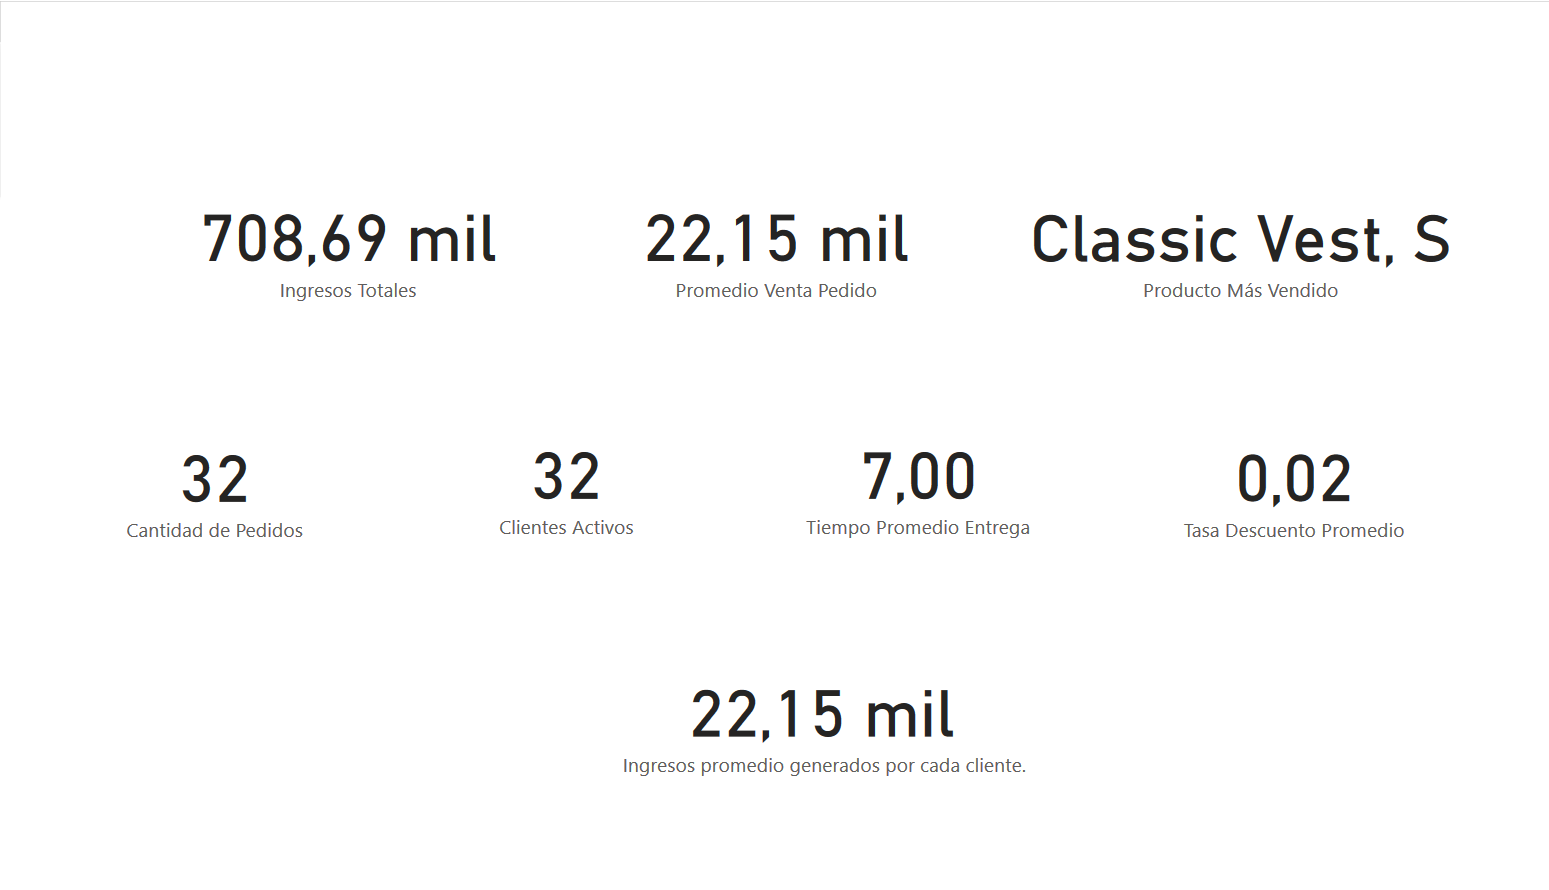 708,69 mil
Ingresos Totales
22,15 mil
Promedio Venta Pedido
Classic Vest, S
Producto Más Vendido
32
Cantidad de Pedidos
32
Clientes Activos
7,00
Tiempo Promedio Entrega
0,02
Tasa Descuento Promedio
22,15 mil
Ingresos promedio generados por cada cliente.